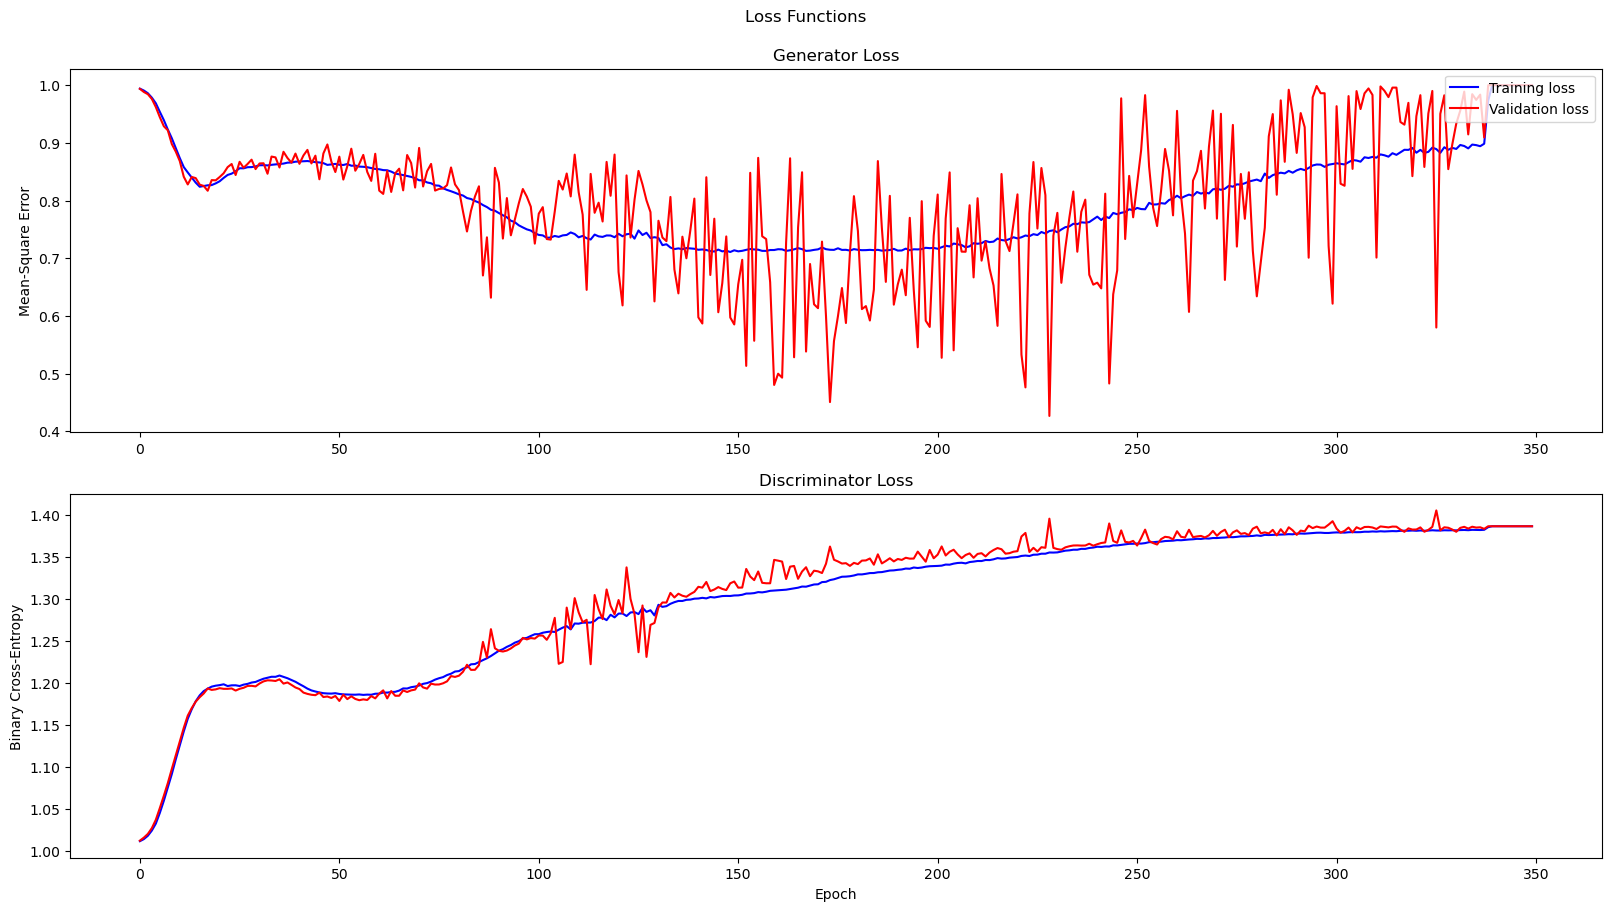 Loss Functions
Generator Loss
Mean-Square Error
1.0
0.9
0.8
0.7
0.6
0.5
0.4
0 50 100 150 200 250 300 350
Training loss
Validation loss
Discriminator Loss
Binary Cross-Entropy
1.40
1.35
1.30
1.25
1.20
1.15
1.10
1.05
1.00
0 50 100 150 200 250 300 350
Epoch